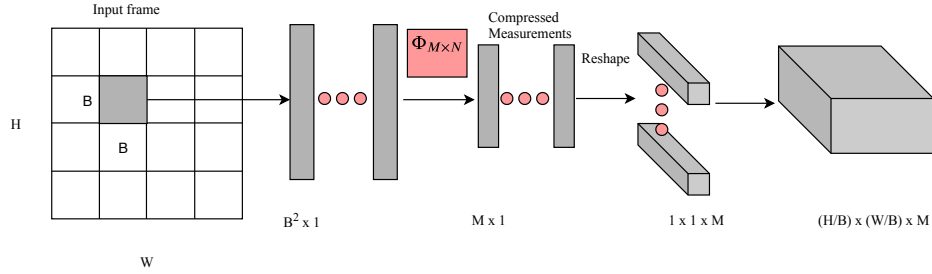 Input frame
Φ_{M×N}
Compressed
Measurements
Reshape
B
H
B
B² x 1
M x 1
1 x 1 x M
(H/B) x (W/B) x M
W